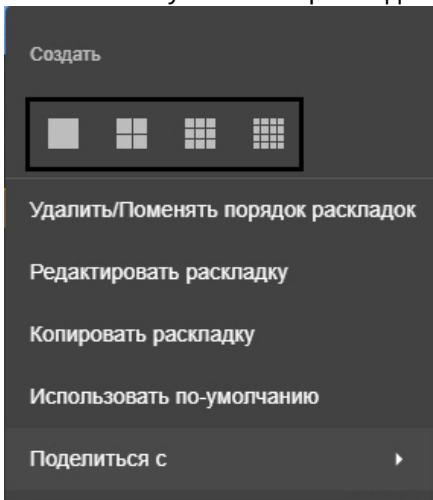 Создать
Удалить/Поменять порядок раскладок
Редактировать раскладку
Копировать раскладку
Использовать по-умолчанию
Поделиться с